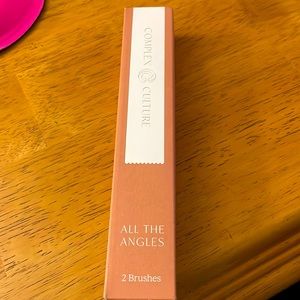 COMPLEX
CULTURE
ALL THE
ANGLES
2 Brushes